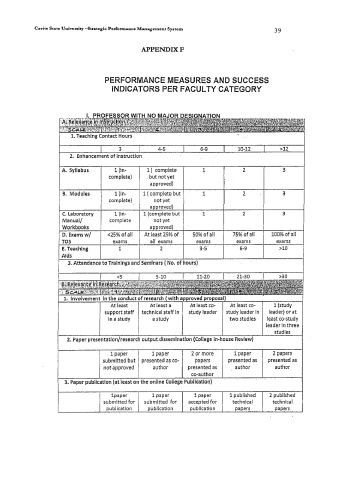 Cavite State University –Strategic Performance Management System
39
APPENDIX F
PERFORMANCE MEASURES AND SUCCESS
INDICATORS PER FACULTY CATEGORY
I. PROFESSOR WITH NO MAJOR DESIGNATION
A. Relevance in Instruction
SCALE
1. Teaching Contact Hours
3 4-5 6-9 10-12 >12
2. Enhancement of Instruction
A. Syllabus 1 (in- 1 ( complete 1 2 3
complete) but not yet
approved)
B. Modules 1 (in- 1 ( complete but 1 2 3
complete) not yet
approved)
C. Laboratory 1 (in- 1 (complete but 1 2 3
Manual/ complete not yet
Workbooks approved)
D. Exams w/ <25% of all At least 25% of 50% of all 75% of all 100% of all
TOS exams all exams exams exams exams
E. Teaching 1 2 3-5 6-9 >10
Aids
3. Attendance to Trainings and Seminars ( No. of hours)
<5 5-10 11-20 21-30 >30
B. Relevance in Research
SCALE
1- Involvement in the conduct of research ( with approved proposal)
At least At least a At least co- At least co- 1 (study
support staff technical staff in study leader study leader in leader) or at
in a study a study two studies least co-study
leader in three
studies
2. Paper presentation/research output dissemination (College in-house Review)
1 paper 1 paper 2 or more 1 paper 2 papers
submitted but presented as co- papers presented as presented as
not approved author presented as author author
co-author
3. Paper publication (at least on the online College Publication)
1paper 1 paper 1 paper 1 published 2 published
submitted for submitted for accepted for technical technical
publication publication publication papers papers